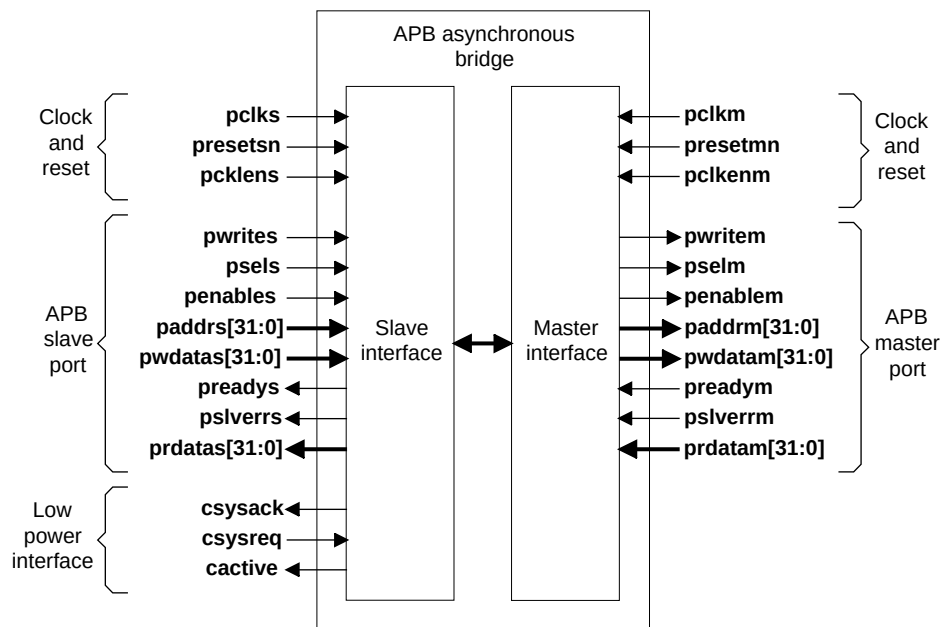 APB asynchronous
bridge
Clock
and
reset
pclks
presetsn
pcklens
APB
slave
port
pwrites
psels
penables
paddrs[31:0]
pwdatas[31:0]
preadys
pslverrs
prdatas[31:0]
Low
power
interface
csysack
csysreq
cactive
Slave
interface
Master
interface
pclkm
presetmn
pclkenm
Clock
and
reset
pwritem
pselm
penablem
paddrm[31:0]
pwdatam[31:0]
preadym
pslverrm
prdatam[31:0]
APB
master
port